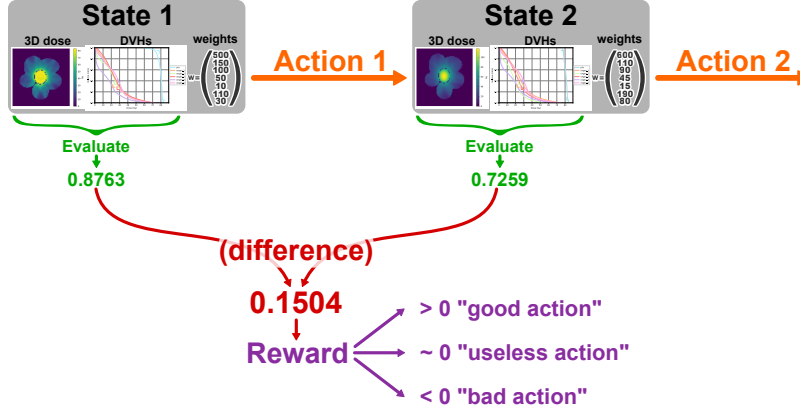 State 1
State 2
3D dose
DVHs
weights
3D dose
DVHs
weights
w =
500
150
100
50
10
110
30
Action 1
w =
600
110
90
45
15
190
80
Action 2
Evaluate
0.8763
Evaluate
0.7259
(difference)
0.1504
Reward
> 0 "good action"
~ 0 "useless action"
< 0 "bad action"